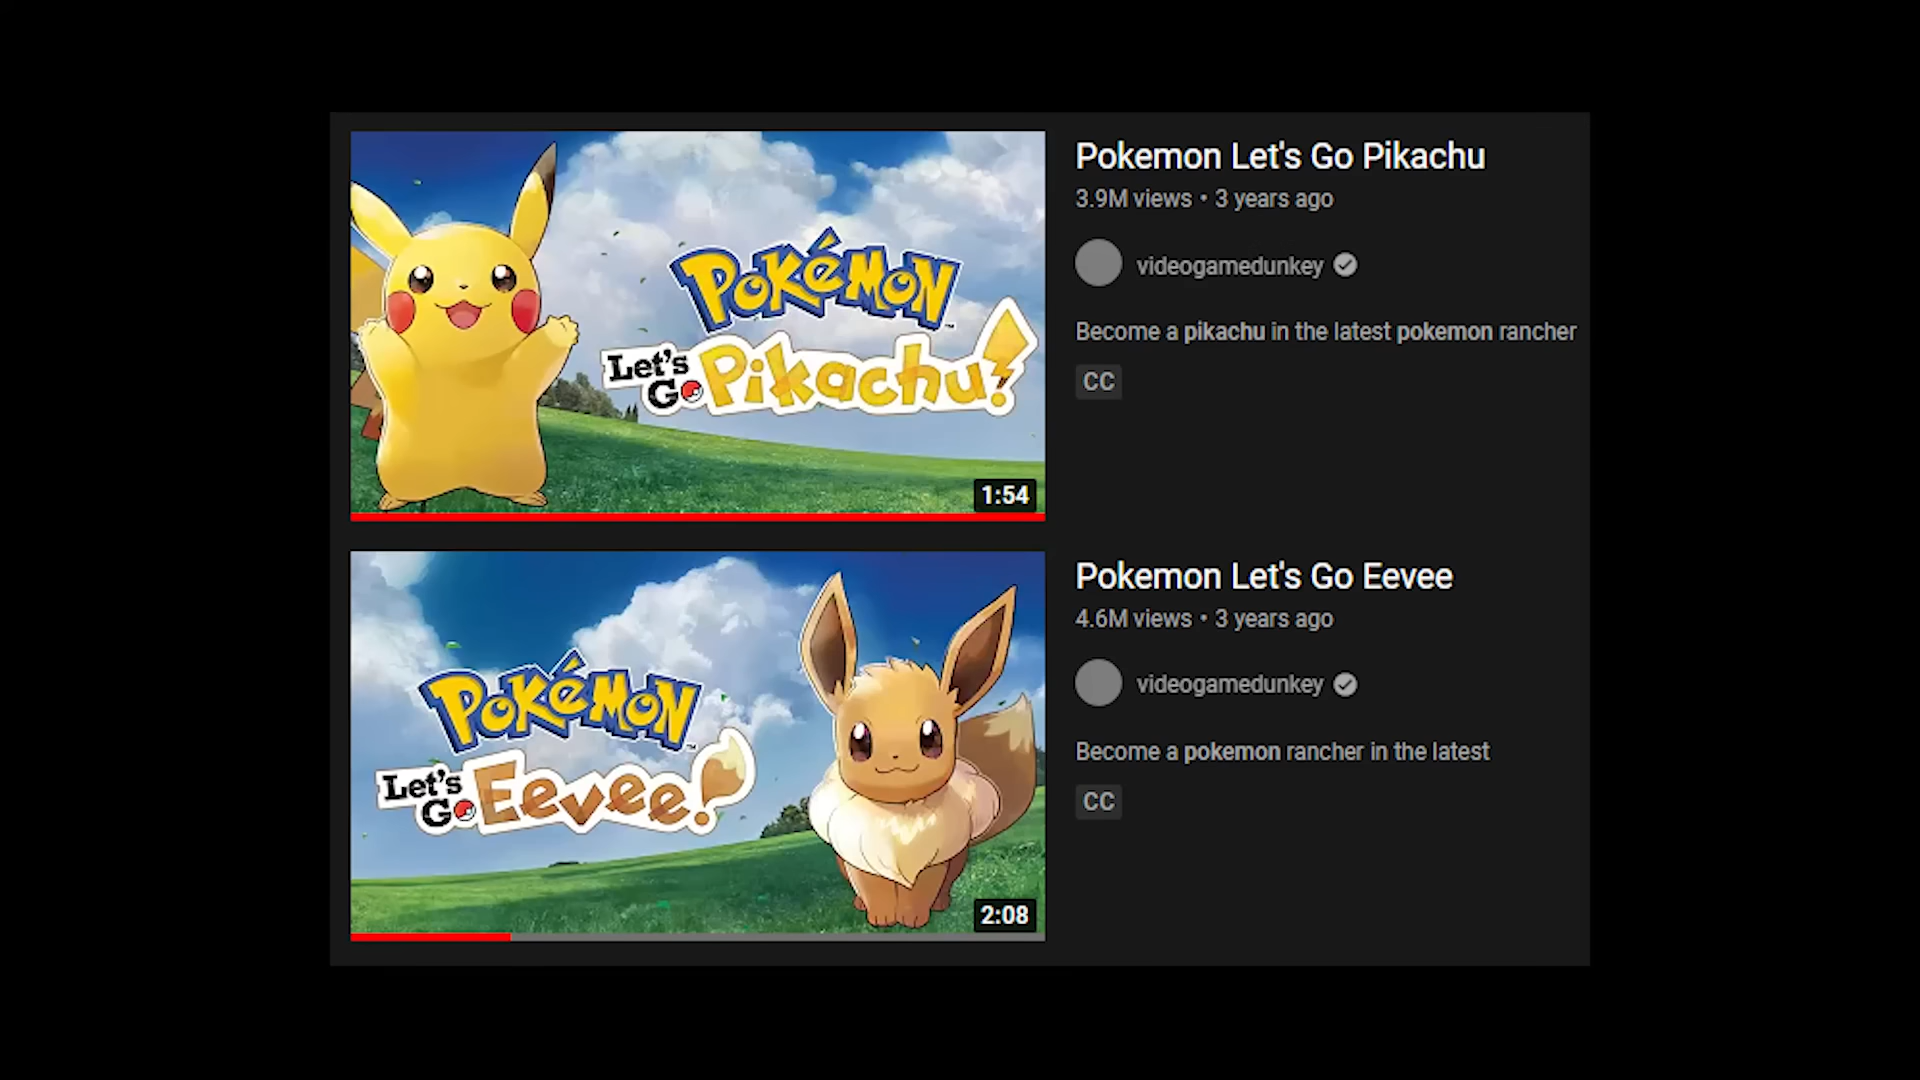 POKéMON
Let's
Go Pikachu!
1:54
Pokemon Let's Go Pikachu
3.9M views • 3 years ago
videogamedunkey
Become a pikachu in the latest pokemon rancher
CC
POKéMON
Let's
Go Eevee!
2:08
Pokemon Let's Go Eevee
4.6M views • 3 years ago
videogamedunkey
Become a pokemon rancher in the latest
CC